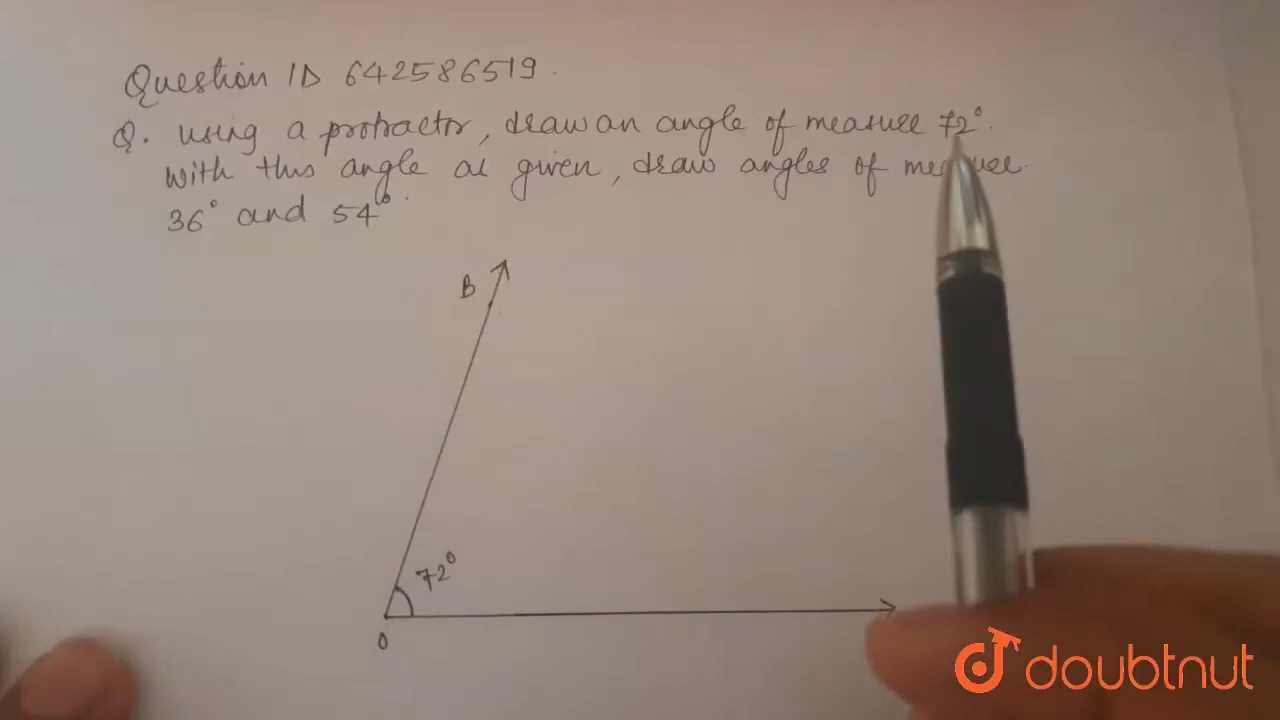 Question ID 642586519.
Q. using a protractor, draw an angle of measure 72°.
With this angle as given, draw angles of measure.
36° and 54°.
B
72°
O
doubtnut